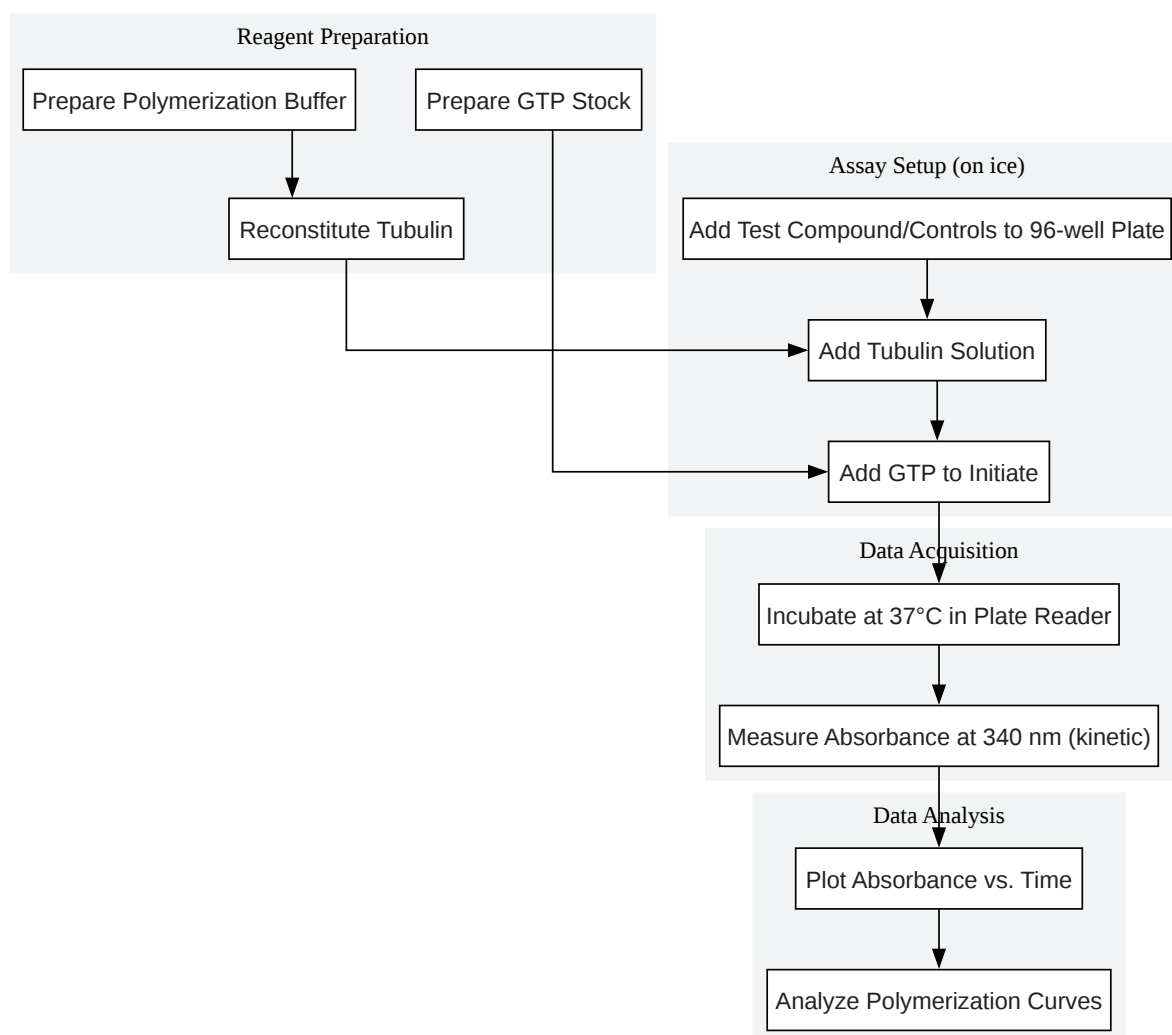 Reagent Preparation
Prepare Polymerization Buffer
Prepare GTP Stock
Reconstitute Tubulin
Assay Setup (on ice)
Add Test Compound/Controls to 96-well Plate
Add Tubulin Solution
Add GTP to Initiate
Data Acquisition
Incubate at 37°C in Plate Reader
Measure Absorbance at 340 nm (kinetic)
Data Analysis
Plot Absorbance vs. Time
Analyze Polymerization Curves